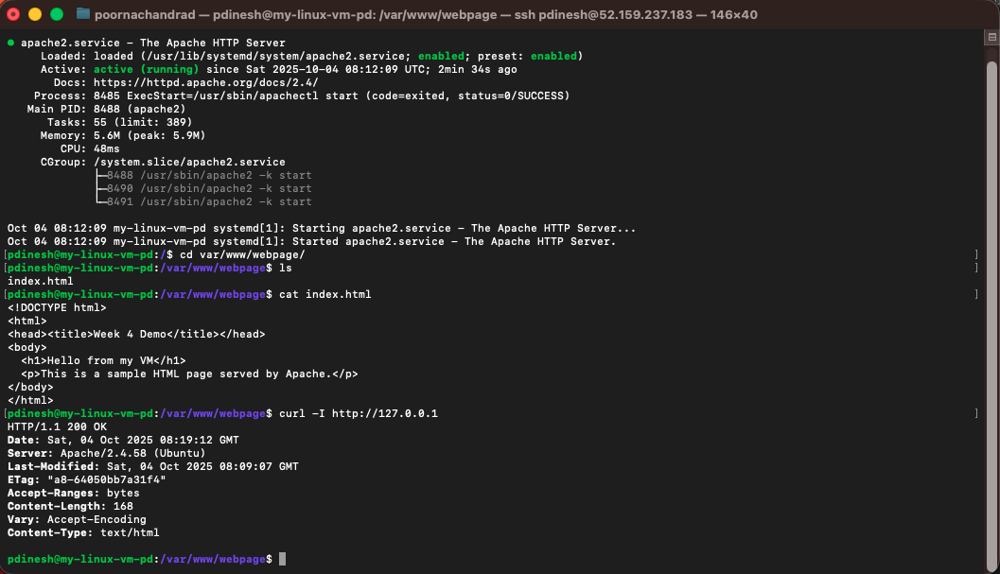 poornachandrad — pdinesh@my-linux-vm-pd: /var/www/webpage — ssh pdinesh@52.159.237.183 — 146×40
● apache2.service - The Apache HTTP Server
     Loaded: loaded (/usr/lib/systemd/system/apache2.service; enabled; preset: enabled)
     Active: active (running) since Sat 2025-10-04 08:12:09 UTC; 2min 34s ago
       Docs: https://httpd.apache.org/docs/2.4/
    Process: 8485 ExecStart=/usr/sbin/apachectl start (code=exited, status=0/SUCCESS)
   Main PID: 8488 (apache2)
      Tasks: 55 (limit: 389)
     Memory: 5.6M (peak: 5.9M)
        CPU: 48ms
     CGroup: /system.slice/apache2.service
             ├─8488 /usr/sbin/apache2 -k start
             ├─8490 /usr/sbin/apache2 -k start
             └─8491 /usr/sbin/apache2 -k start

Oct 04 08:12:09 my-linux-vm-pd systemd[1]: Starting apache2.service - The Apache HTTP Server...
Oct 04 08:12:09 my-linux-vm-pd systemd[1]: Started apache2.service - The Apache HTTP Server.
[pdinesh@my-linux-vm-pd:/$ cd var/www/webpage/ ]
[pdinesh@my-linux-vm-pd:/var/www/webpage$ ls ]
index.html
[pdinesh@my-linux-vm-pd:/var/www/webpage$ cat index.html ]
<!DOCTYPE html>
<html>
<head><title>Week 4 Demo</title></head>
<body>
  <h1>Hello from my VM</h1>
  <p>This is a sample HTML page served by Apache.</p>
</body>
</html>
[pdinesh@my-linux-vm-pd:/var/www/webpage$ curl -I http://127.0.0.1 ]
HTTP/1.1 200 OK
Date: Sat, 04 Oct 2025 08:19:12 GMT
Server: Apache/2.4.58 (Ubuntu)
Last-Modified: Sat, 04 Oct 2025 08:09:07 GMT
ETag: "a8-64050bb7a31f4"
Accept-Ranges: bytes
Content-Length: 168
Vary: Accept-Encoding
Content-Type: text/html

pdinesh@my-linux-vm-pd:/var/www/webpage$